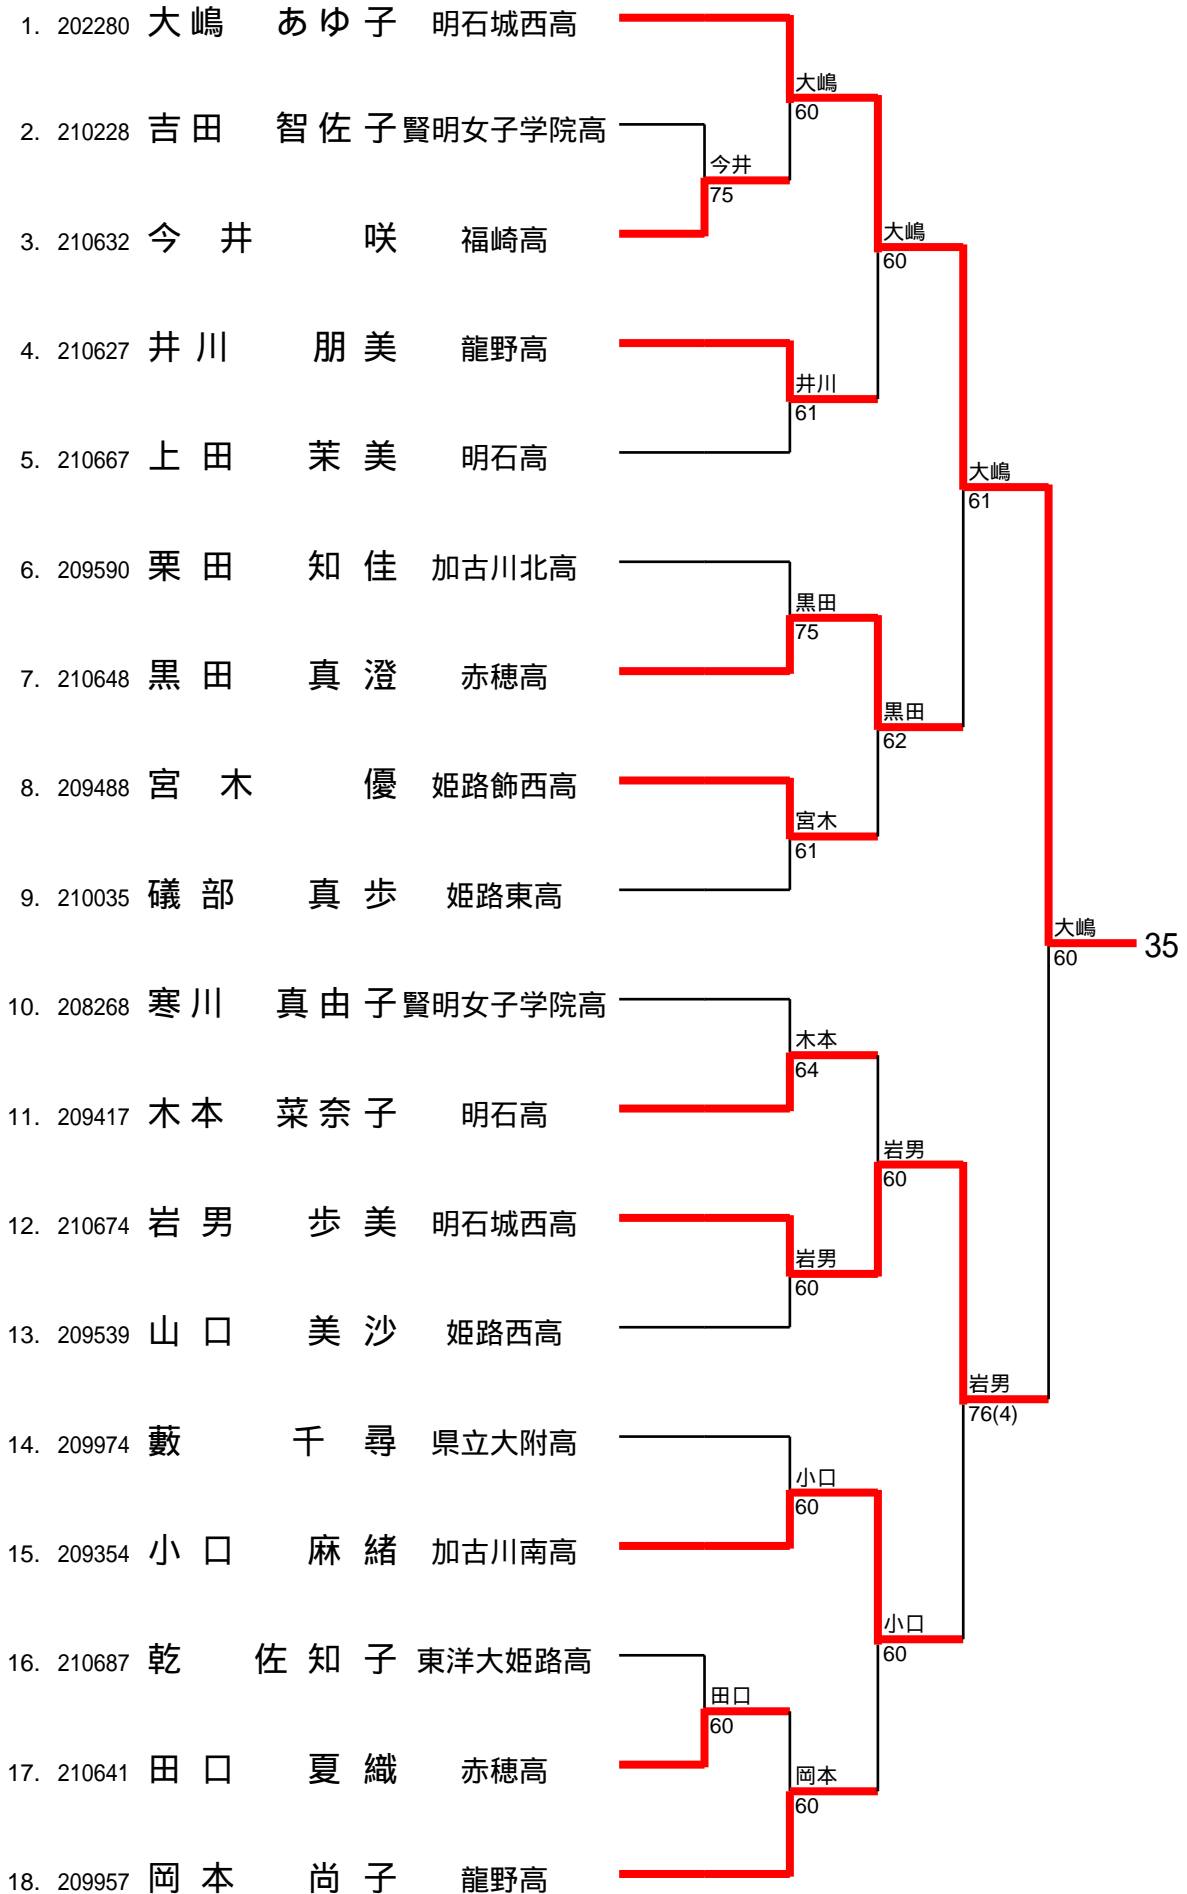 1. 202280 大嶋 あゆ子 明石城西高
大嶋
60
2. 210228 吉田 智佐子 賢明女子学院高
今井
75
3. 210632 今井 咲 福崎高
大嶋
60
4. 210627 井川 朋美 龍野高
井川
61
5. 210667 上田 茉美 明石高
大嶋
61
6. 209590 栗田 知佳 加古川北高
黒田
75
7. 210648 黒田 真澄 赤穂高
黒田
62
8. 209488 宮木 優 姫路飾西高
宮木
61
9. 210035 礒部 真歩 姫路東高
大嶋
60
35
10. 208268 寒川 真由子 賢明女子学院高
木本
64
11. 209417 木本 菜奈子 明石高
岩男
60
12. 210674 岩男 歩美 明石城西高
岩男
60
13. 209539 山口 美沙 姫路西高
岩男
76(4)
14. 209974 藪 千尋 県立大附高
小口
60
15. 209354 小口 麻緒 加古川南高
小口
60
16. 210687 乾 佐知子 東洋大姫路高
田口
60
17. 210641 田口 夏織 赤穂高
岡本
60
18. 209957 岡本 尚子 龍野高